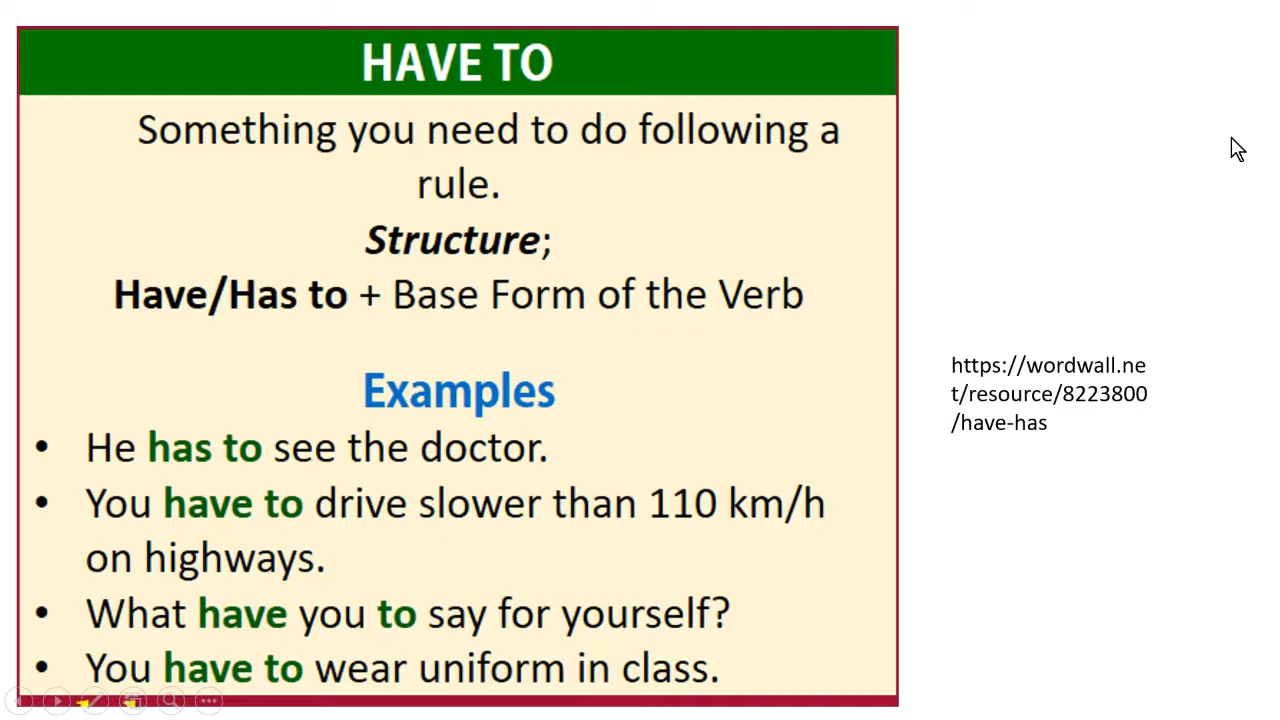 HAVE TO
Something you need to do following a
rule.
Structure;
Have/Has to + Base Form of the Verb
Examples
• He has to see the doctor.
• You have to drive slower than 110 km/h
on highways.
• What have you to say for yourself?
• You have to wear uniform in class.
https://wordwall.ne
t/resource/8223800
/have-has